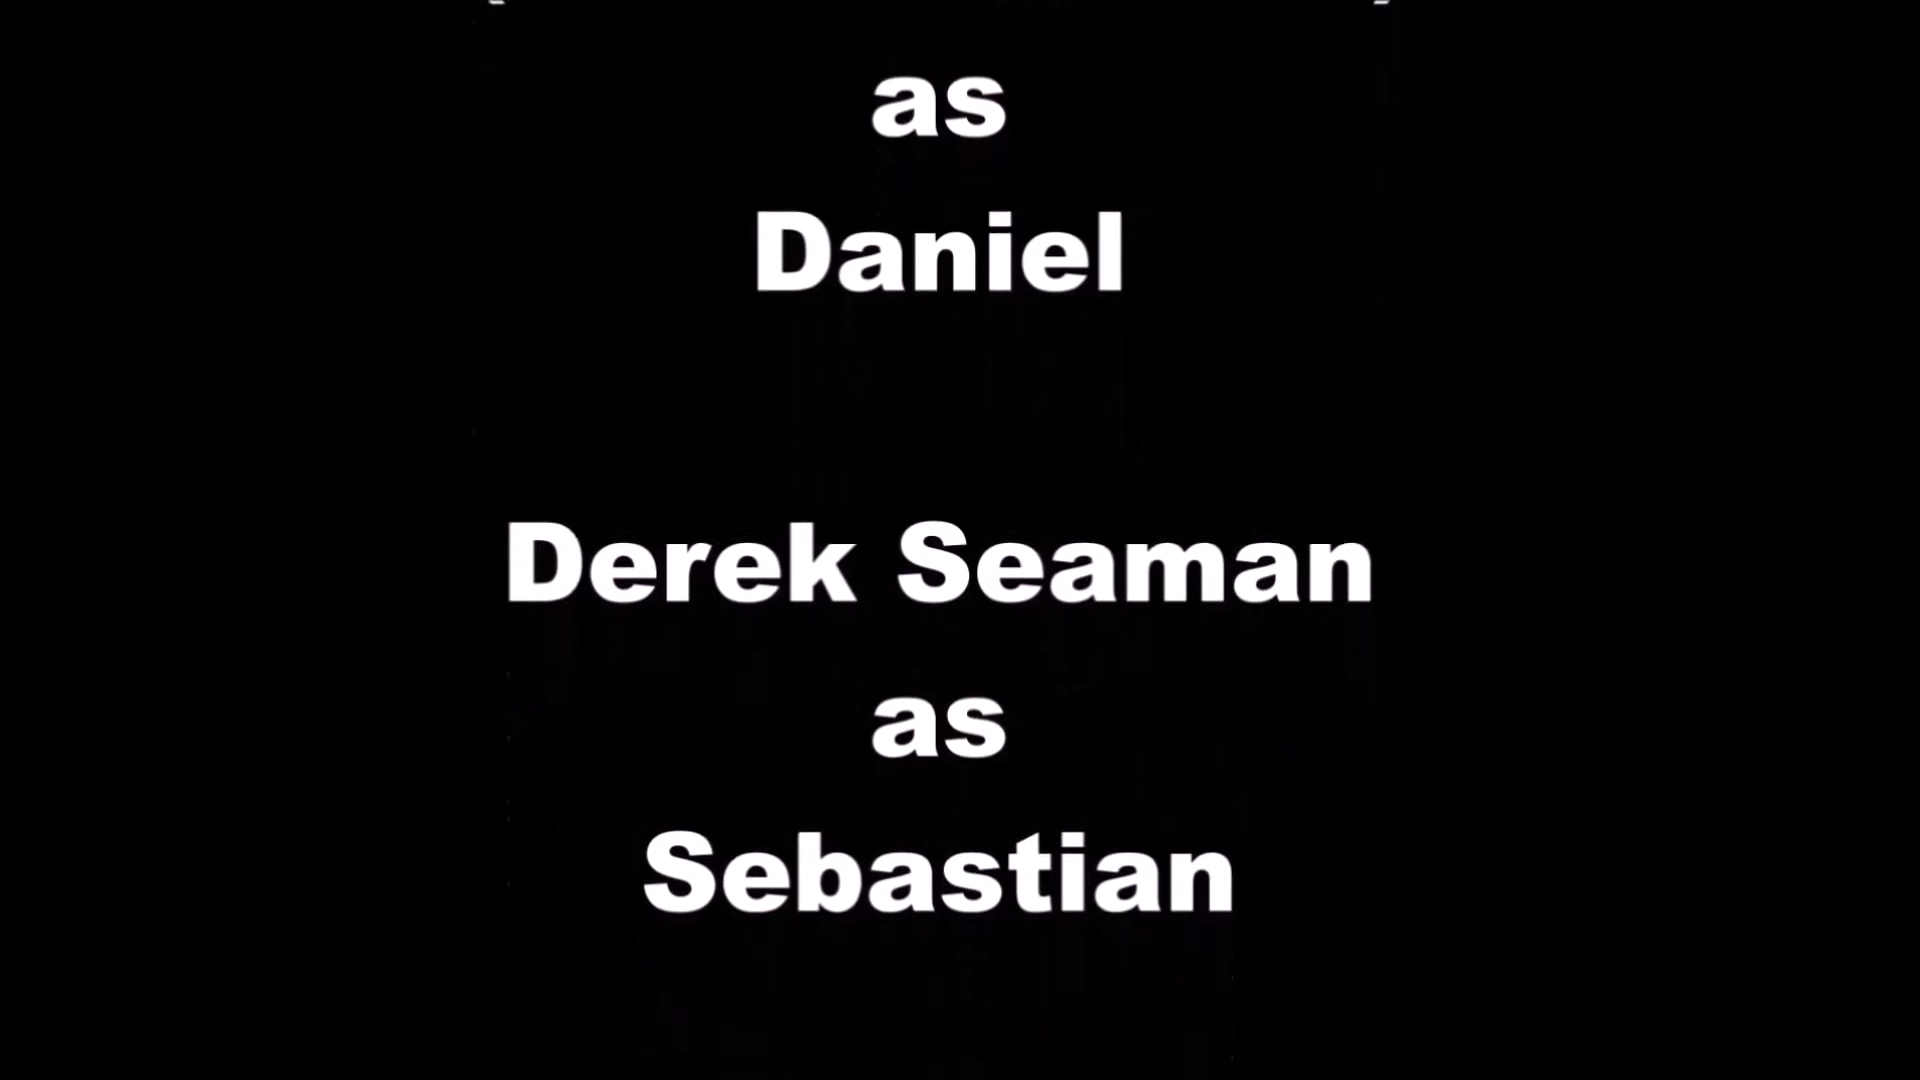 as
Daniel
Derek Seaman
as
Sebastian